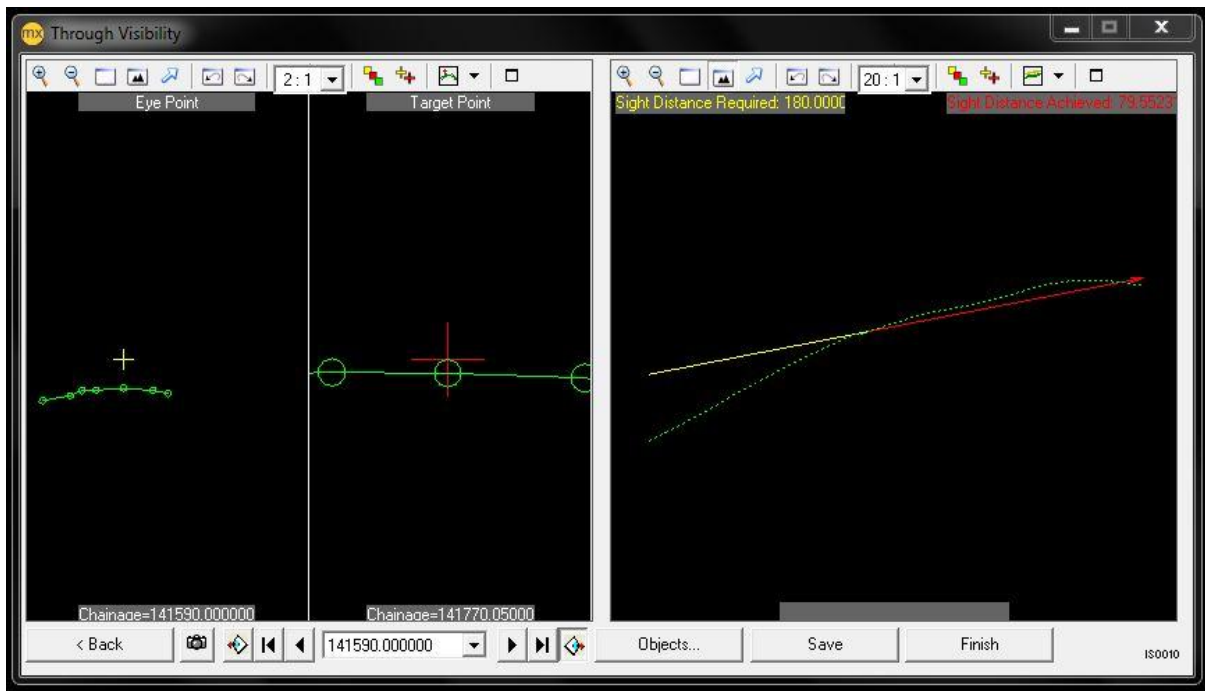 mx Through Visibility
2:1
20:1
Eye Point
Target Point
Sight Distance Required: 180.0000
Sight Distance Achieved: 79.5523
Chainage=141590.000000
Chainage=141770.05000
< Back
141590.000000
Objects...
Save
Finish
IS0010